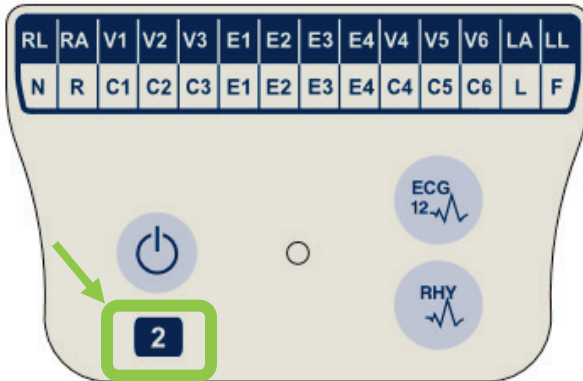 RL RA V1 V2 V3 E1 E2 E3 E4 V4 V5 V6 LA LL
N R C1 C2 C3 E1 E2 E3 E4 C4 C5 C6 L F
ECG
12
RHY
2